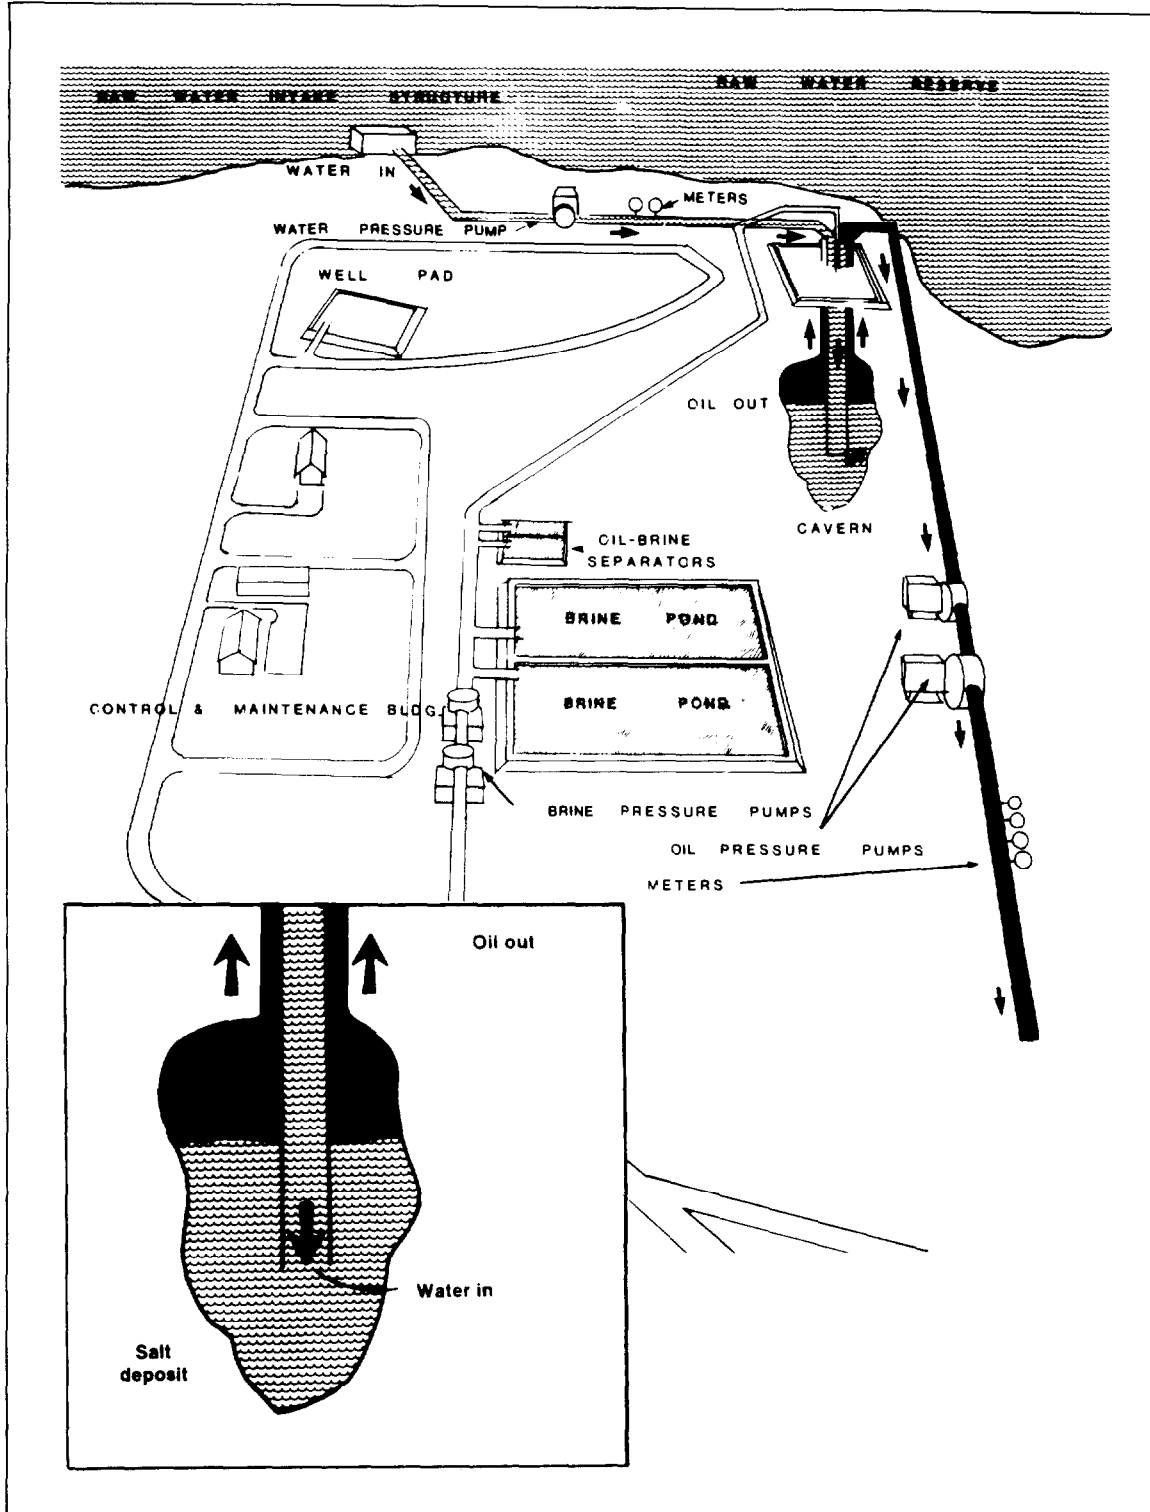 RAW WATER INTAKE STRUCTURE
RAW WATER RESERVE
WATER IN
METERS
WATER PRESSURE PUMP
WELL PAD
OIL OUT
CAVERN
OIL-BRINE
SEPARATORS
BRINE POND
BRINE POND
CONTROL & MAINTENANCE BLDG.
BRINE PRESSURE PUMPS
OIL PRESSURE PUMPS
METERS
Oil out
Water in
Salt
deposit